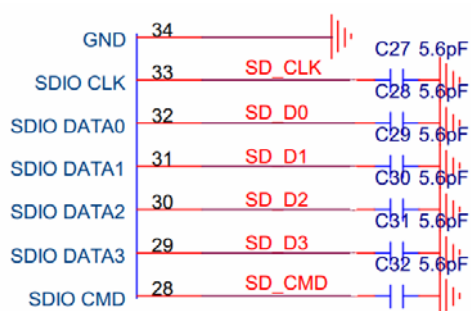 GND 34
C27 5.6pF
SDIO CLK 33 SD_CLK
C28 5.6pF
SDIO DATA0 32 SD_D0
C29 5.6pF
SDIO DATA1 31 SD_D1
C30 5.6pF
SDIO DATA2 30 SD_D2
C31 5.6pF
SDIO DATA3 29 SD_D3
C32 5.6pF
SDIO CMD 28 SD_CMD